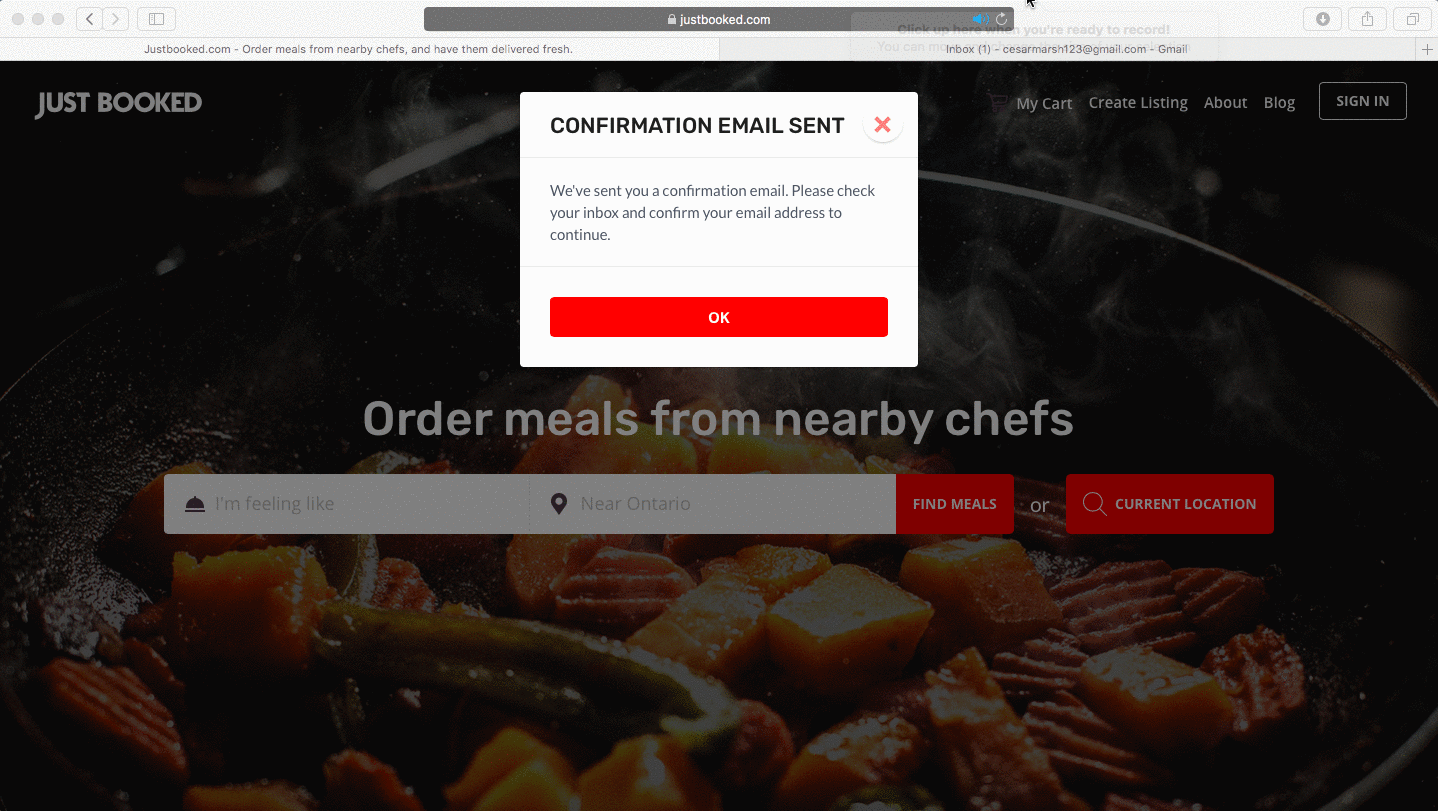 justbooked.com
Click up here when you're ready to record!
You can mo
Justbooked.com - Order meals from nearby chefs, and have them delivered fresh.
Inbox (1) - cesarmarsh123@gmail.com - Gmail
JUST BOOKED
My Cart
Create Listing
About
Blog
SIGN IN
CONFIRMATION EMAIL SENT
We've sent you a confirmation email. Please check
your inbox and confirm your email address to
continue.
OK
Order meals from nearby chefs
I'm feeling like
Near Ontario
FIND MEALS
or
CURRENT LOCATION